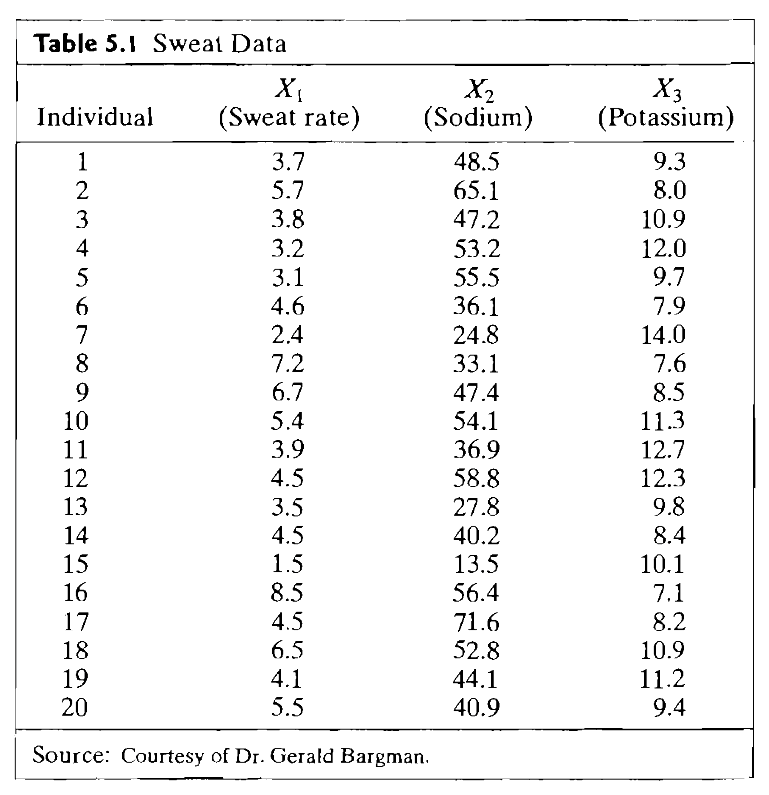 Table 5.1 Sweat Data
X1 X2 X3
Individual (Sweat rate) (Sodium) (Potassium)
1 3.7 48.5 9.3
2 5.7 65.1 8.0
3 3.8 47.2 10.9
4 3.2 53.2 12.0
5 3.1 55.5 9.7
6 4.6 36.1 7.9
7 2.4 24.8 14.0
8 7.2 33.1 7.6
9 6.7 47.4 8.5
10 5.4 54.1 11.3
11 3.9 36.9 12.7
12 4.5 58.8 12.3
13 3.5 27.8 9.8
14 4.5 40.2 8.4
15 1.5 13.5 10.1
16 8.5 56.4 7.1
17 4.5 71.6 8.2
18 6.5 52.8 10.9
19 4.1 44.1 11.2
20 5.5 40.9 9.4
Source: Courtesy of Dr. Gerald Bargman.